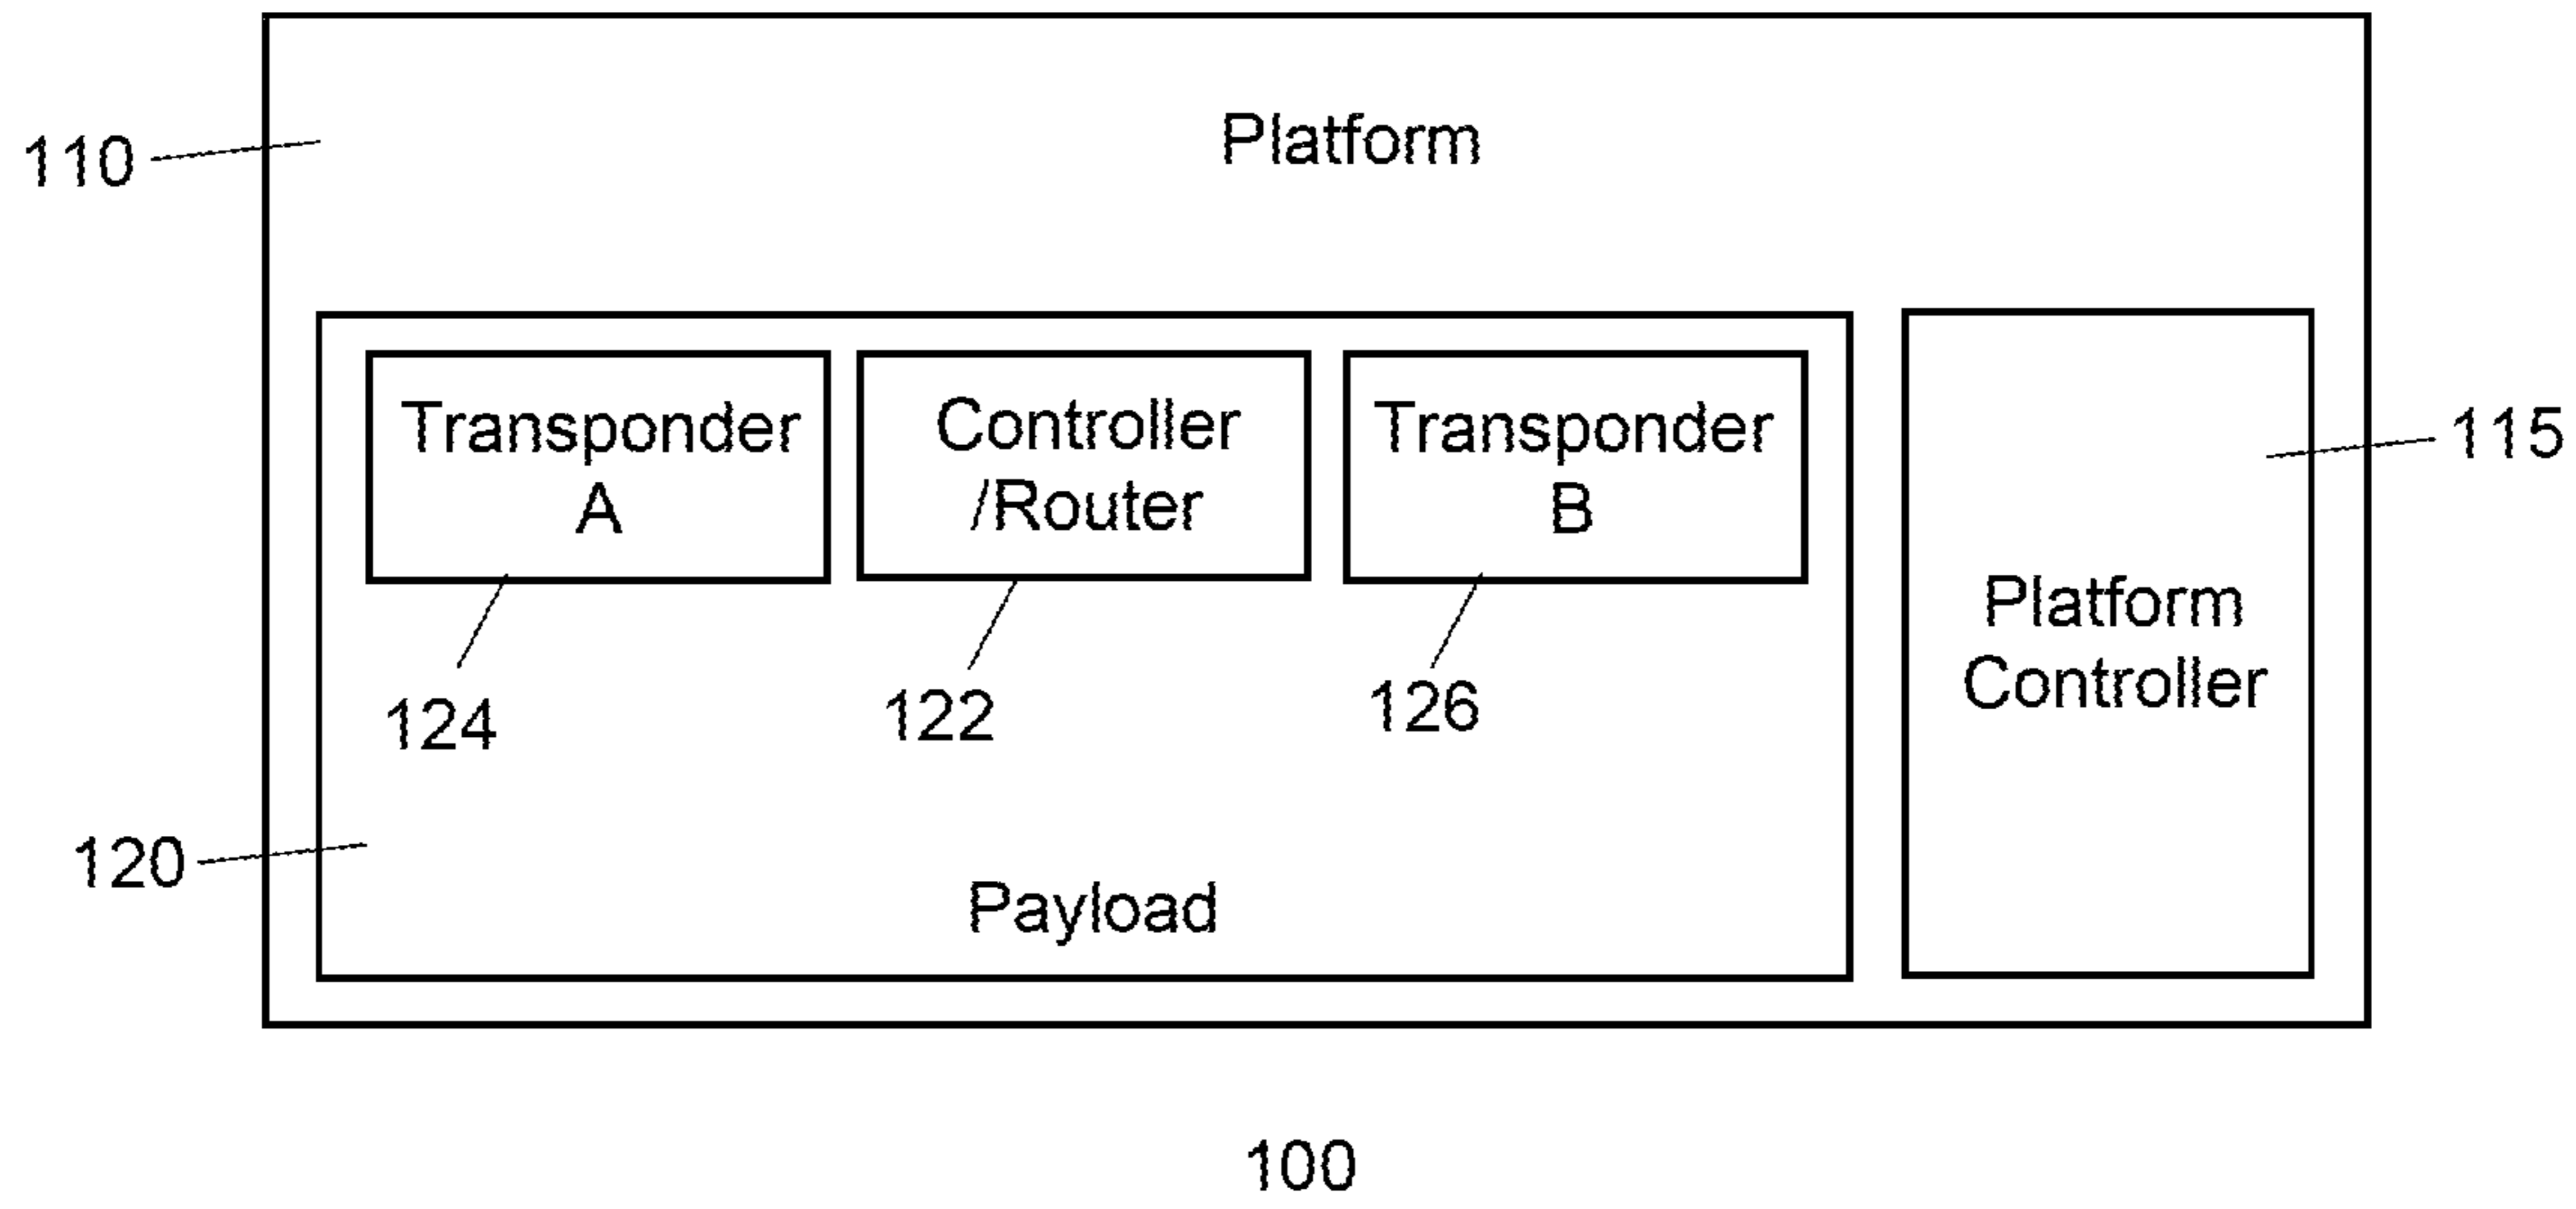 Platform
110
Transponder
A
Controller
/Router
Transponder
B
115
Platform
Controller
124
122
126
120
Payload
100